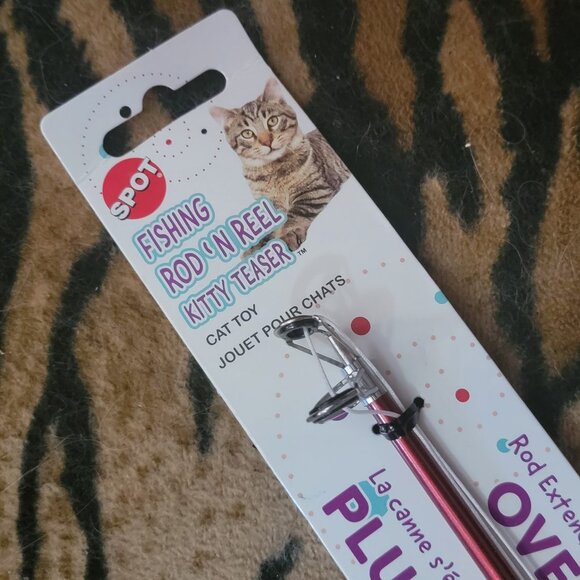 SPOT
FISHING
ROD 'N REEL
KITTY TEASER™
CAT TOY
JOUET POUR CHATS
La canne s'é
PLU
Rod Exten
OVE